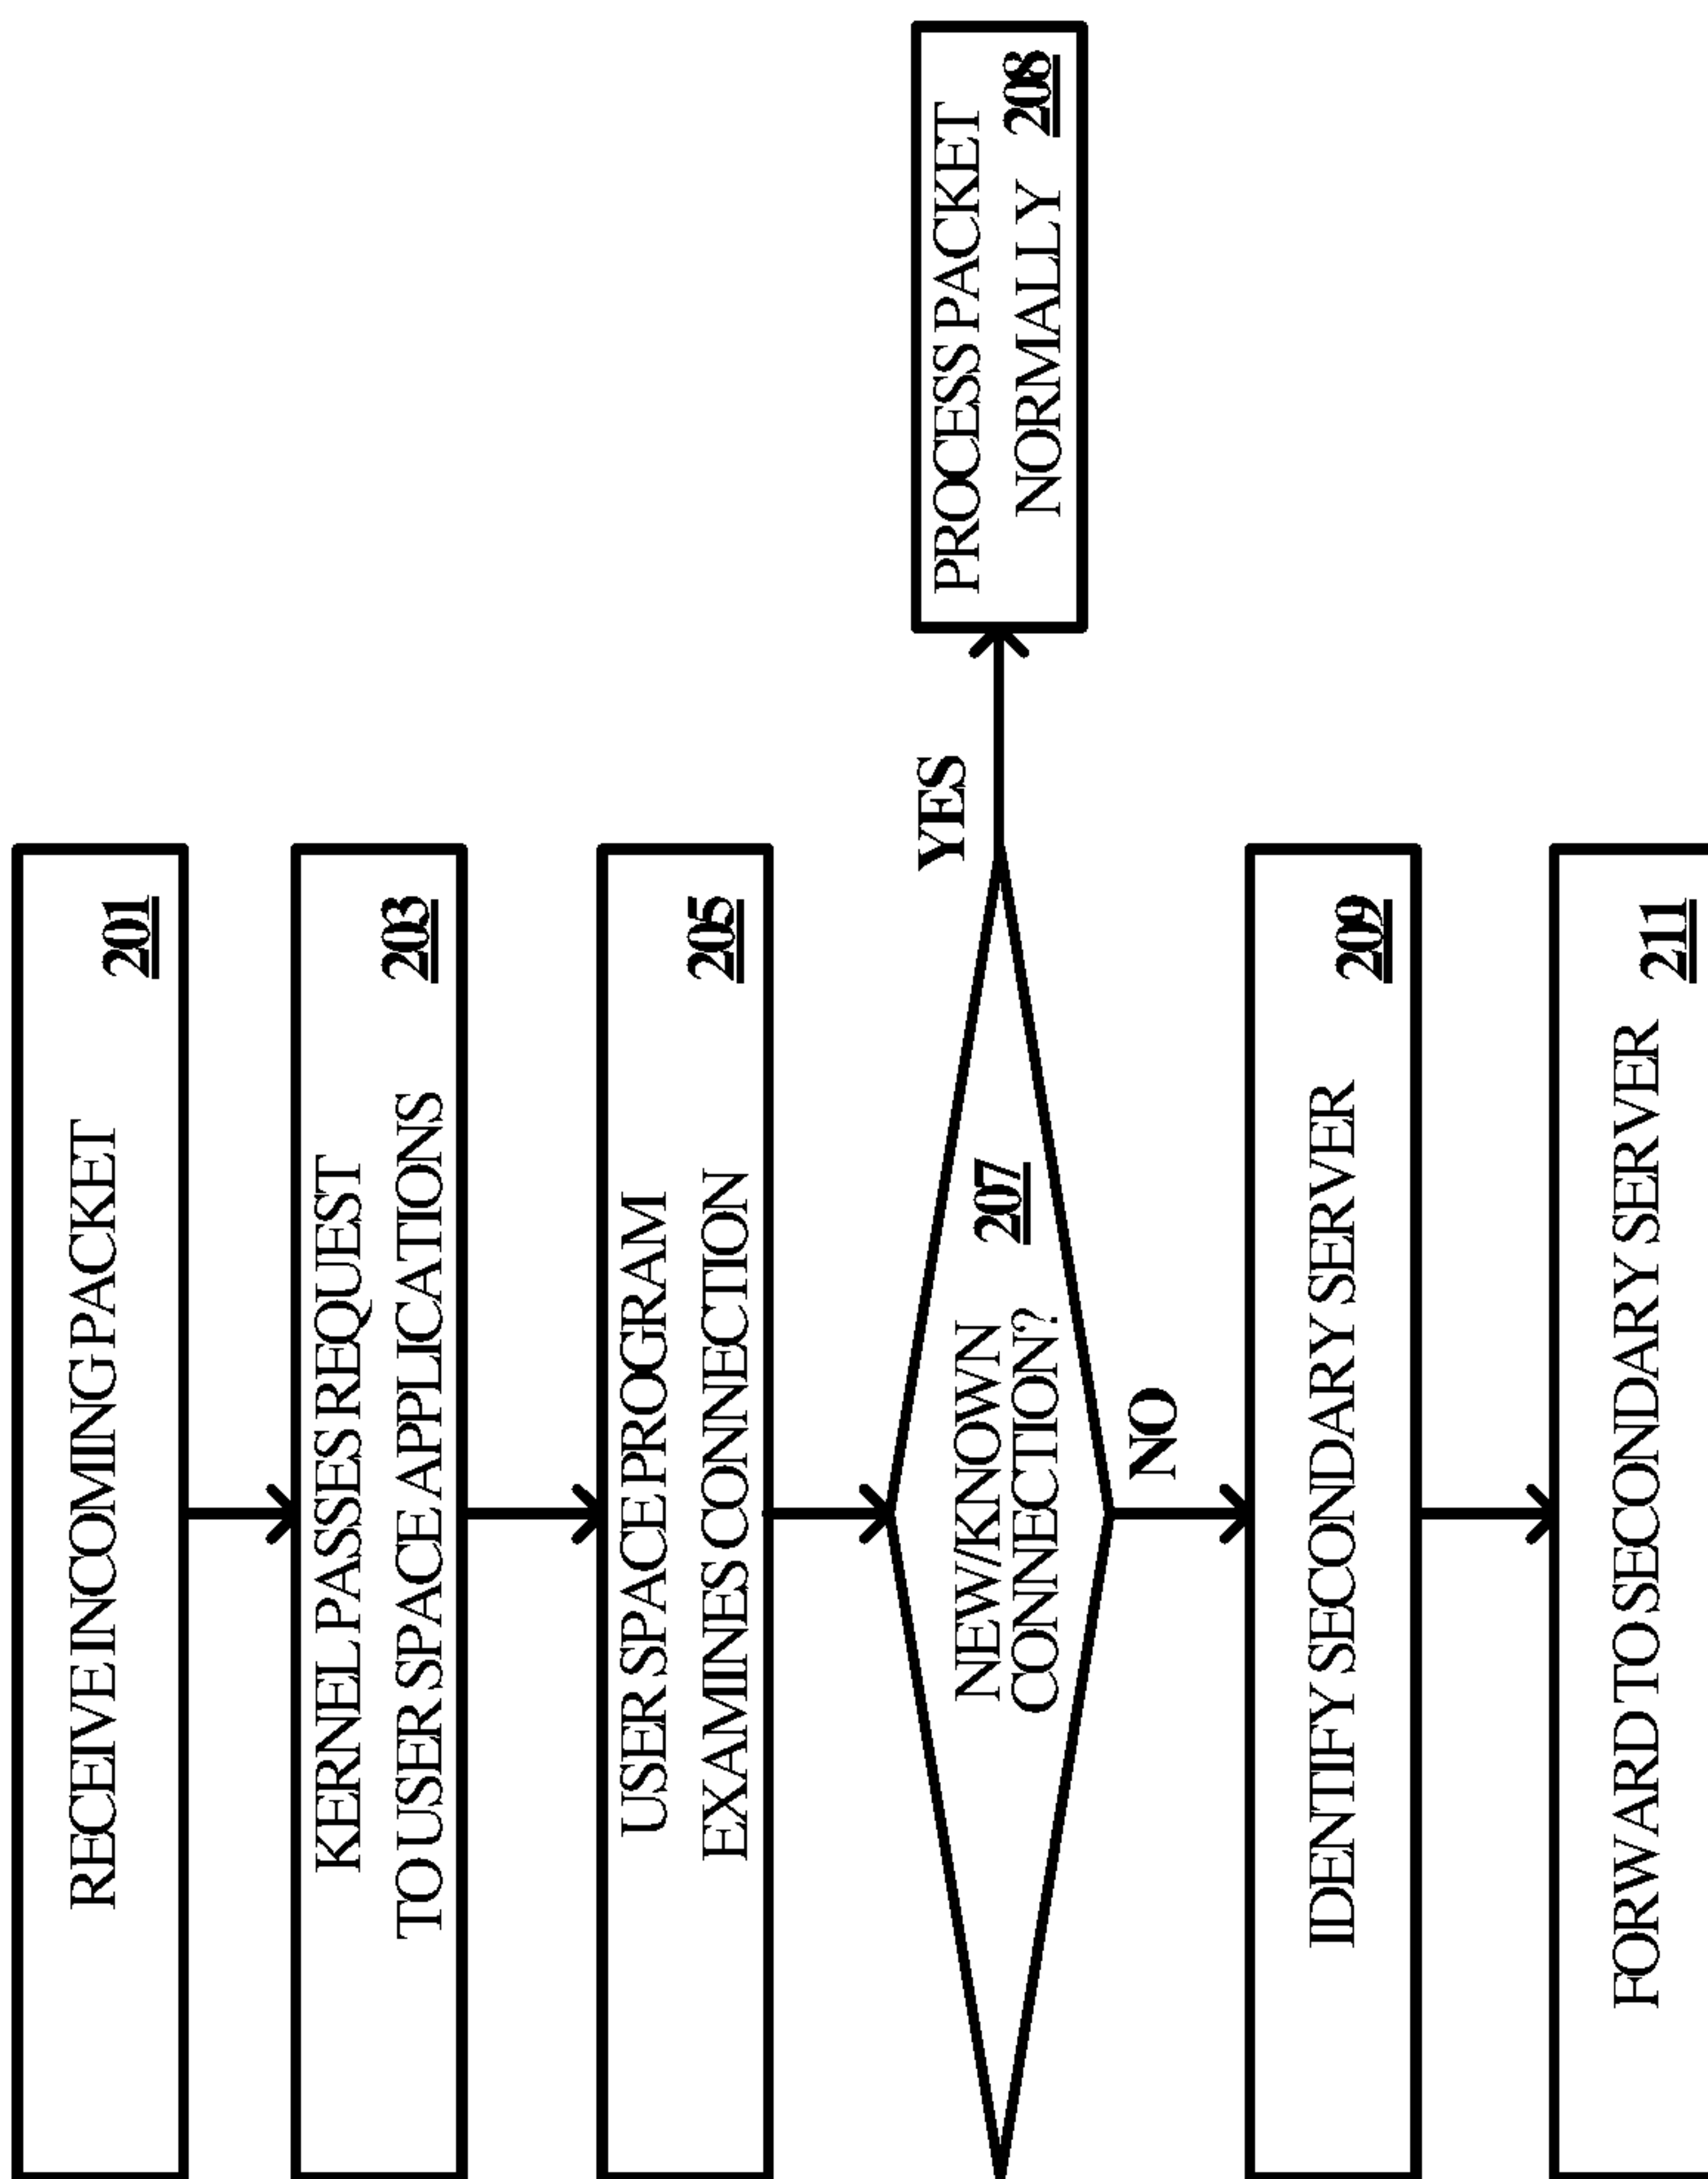 RECEIVE INCOMING PACKET
201
KERNEL PASSES REQUEST
TO USER SPACE APPLICATIONS
203
USER SPACE PROGRAM
EXAMINES CONNECTION
205
NEW/KNOWN
CONNECTION?
207
YES
PROCESS PACKET
NORMALLY 208
NO
IDENTIFY SECONDARY SERVER
209
FORWARD TO SECONDARY SERVER
211